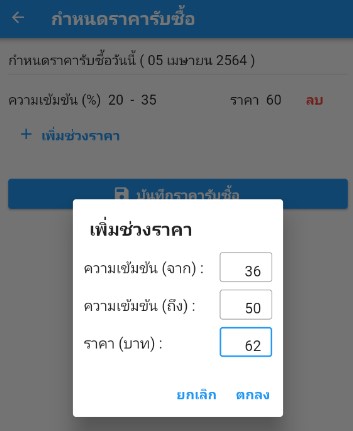 กำหนดราคารับซื้อ
กำหนดราคารับซื้อวันนี้ ( 05 เมษายน 2564 )
ความเข้มข้น (%) 20 - 35 ราคา 60 ลบ
+ เพิ่มช่วงราคา
บันทึกราคารับซื้อ
เพิ่มช่วงราคา
ความเข้มข้น (จาก) : 36
ความเข้มข้น (ถึง) : 50
ราคา (บาท) : 62
ยกเลิก ตกลง